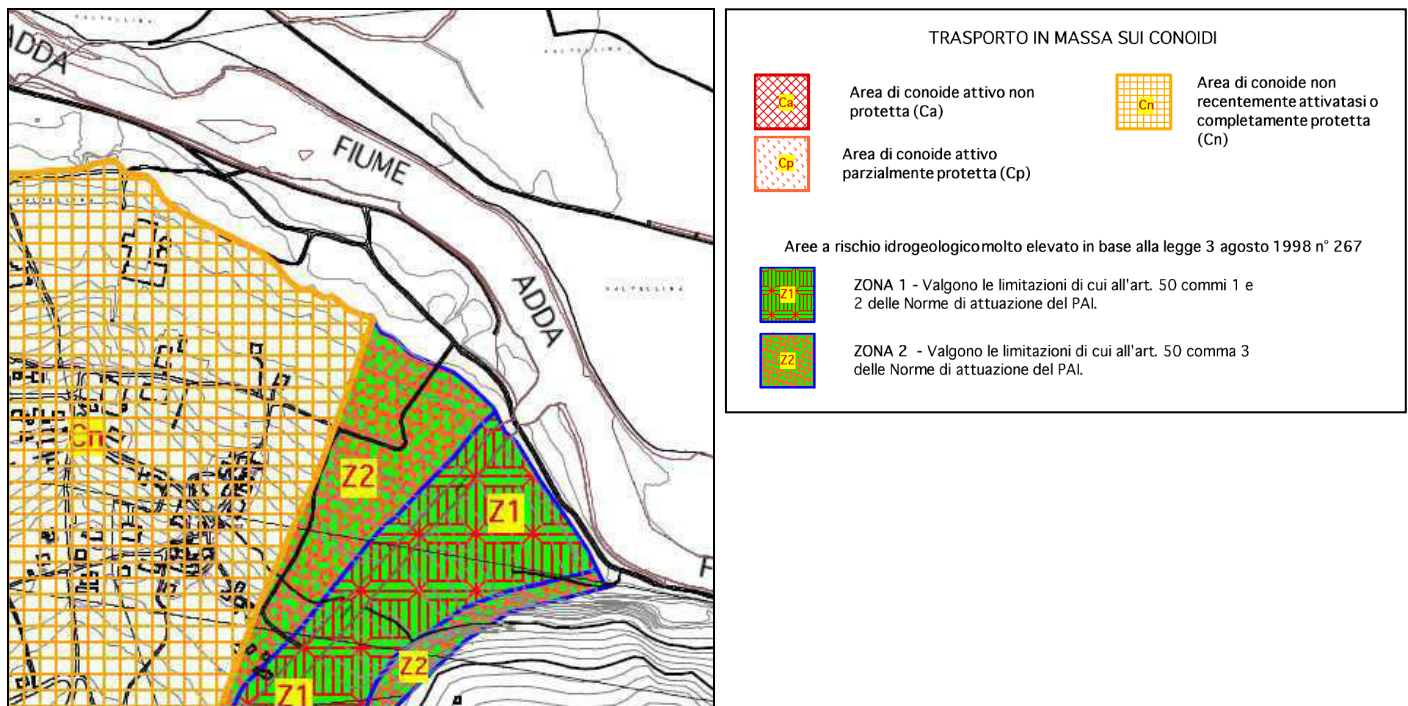 VALTELLINA
ADDA
VALTELLINA
FIUME
ADDA
VALTELLINA
Cn
Z2
Z1
Z2
Z1
F
TRASPORTO IN MASSA SUI CONOIDI
Ca
Area di conoide attivo non
protetta (Ca)
Cp
Area di conoide attivo
parzialmente protetta (Cp)
Cn
Area di conoide non
recentemente attivatasi o
completamente protetta
(Cn)
Aree a rischio idrogeologicomolto elevato in base alla legge 3 agosto 1998 n° 267
Z1
ZONA 1 - Valgono le limitazioni di cui all'art. 50 commi 1 e
2 delle Norme di attuazione del PAI.
Z2
ZONA 2 - Valgono le limitazioni di cui all'art. 50 comma 3
delle Norme di attuazione del PAI.